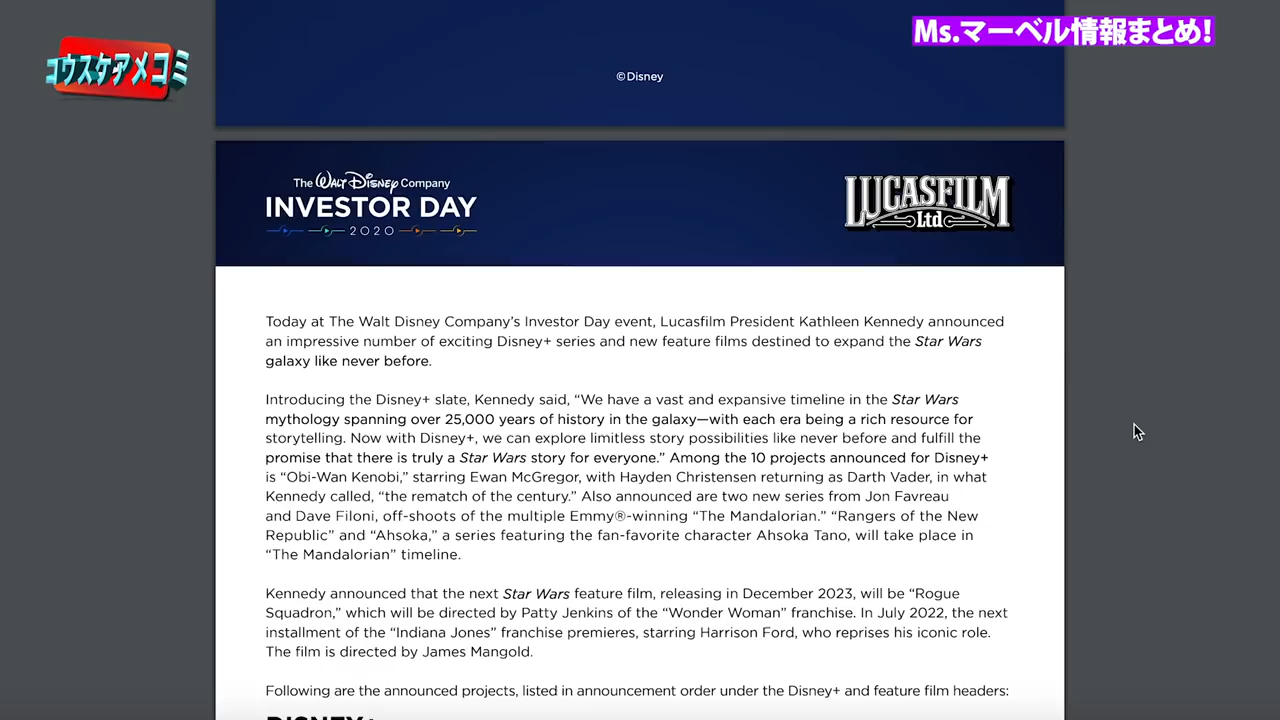 Ms.マーベル情報まとめ!
コウスケアメコミ
©Disney
The WALT DISNEY Company
INVESTOR DAY
2020
LUCASFILM
Ltd
Today at The Walt Disney Company’s Investor Day event, Lucasfilm President Kathleen Kennedy announced
an impressive number of exciting Disney+ series and new feature films destined to expand the Star Wars
galaxy like never before.
Introducing the Disney+ slate, Kennedy said, “We have a vast and expansive timeline in the Star Wars
mythology spanning over 25,000 years of history in the galaxy—with each era being a rich resource for
storytelling. Now with Disney+, we can explore limitless story possibilities like never before and fulfill the
promise that there is truly a Star Wars story for everyone.” Among the 10 projects announced for Disney+
is “Obi-Wan Kenobi,” starring Ewan McGregor, with Hayden Christensen returning as Darth Vader, in what
Kennedy called, “the rematch of the century.” Also announced are two new series from Jon Favreau
and Dave Filoni, off-shoots of the multiple Emmy®-winning “The Mandalorian.” “Rangers of the New
Republic” and “Ahsoka,” a series featuring the fan-favorite character Ahsoka Tano, will take place in
“The Mandalorian” timeline.
Kennedy announced that the next Star Wars feature film, releasing in December 2023, will be “Rogue
Squadron,” which will be directed by Patty Jenkins of the “Wonder Woman” franchise. In July 2022, the next
installment of the “Indiana Jones” franchise premieres, starring Harrison Ford, who reprises his iconic role.
The film is directed by James Mangold.
Following are the announced projects, listed in announcement order under the Disney+ and feature film headers:
DISNEY+